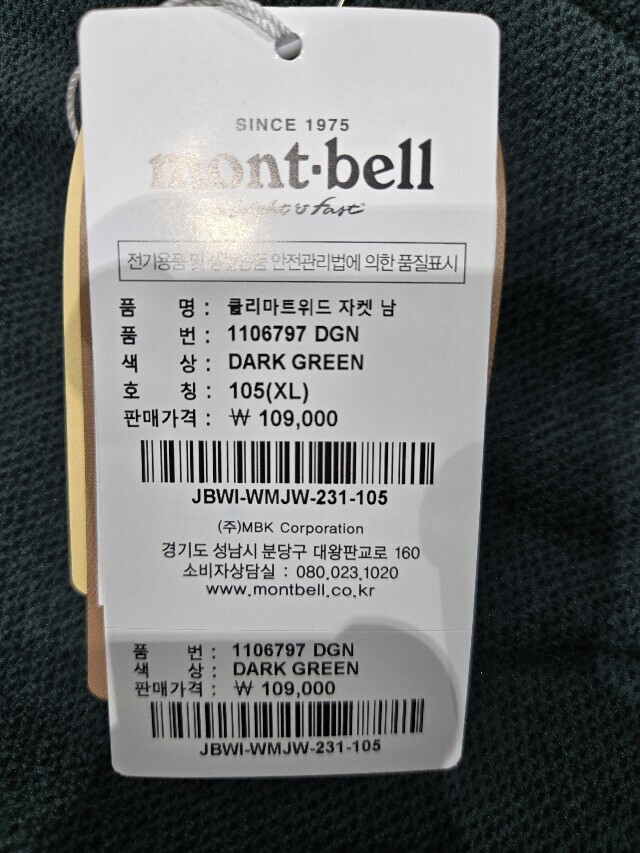 SINCE 1975
mont·bell
& fast
전기용품 및 생활용품 안전관리법에 의한 품질표시
품 명 : 쿨리마트위드 자켓 남
품 번 : 1106797 DGN
색 상 : DARK GREEN
호 칭 : 105(XL)
판매가격 : ₩ 109,000
JBWI-WMJW-231-105
(주)MBK Corporation
경기도 성남시 분당구 대왕판교로 160
소비자상담실 : 080.023.1020
www.montbell.co.kr
품 번 : 1106797 DGN
색 상 : DARK GREEN
판매가격 : ₩ 109,000
JBWI-WMJW-231-105